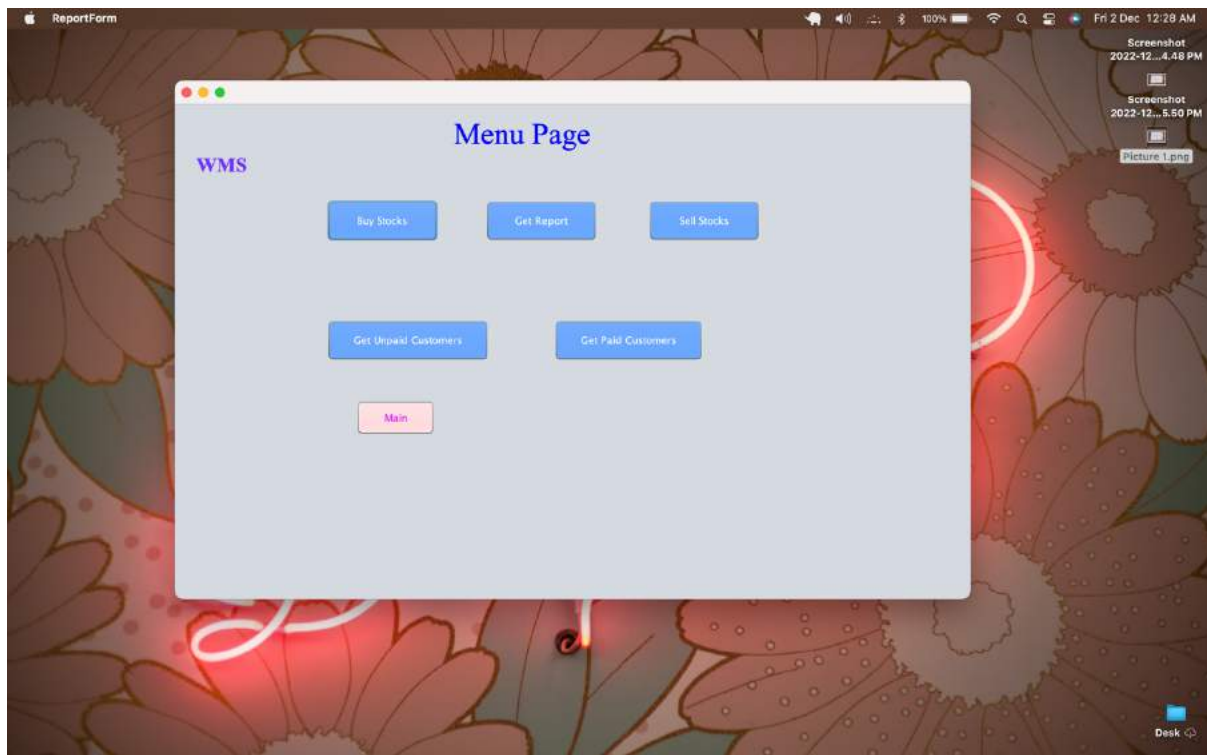 ReportForm
100%
Fri 2 Dec 12:28 AM
Screenshot
2022-12...4.48 PM
Screenshot
2022-12...5.50 PM
Picture 1.png
Menu Page
WMS
Buy Stocks
Get Report
Sell Stocks
Get Unpaid Customers
Get Paid Customers
Main
Desk